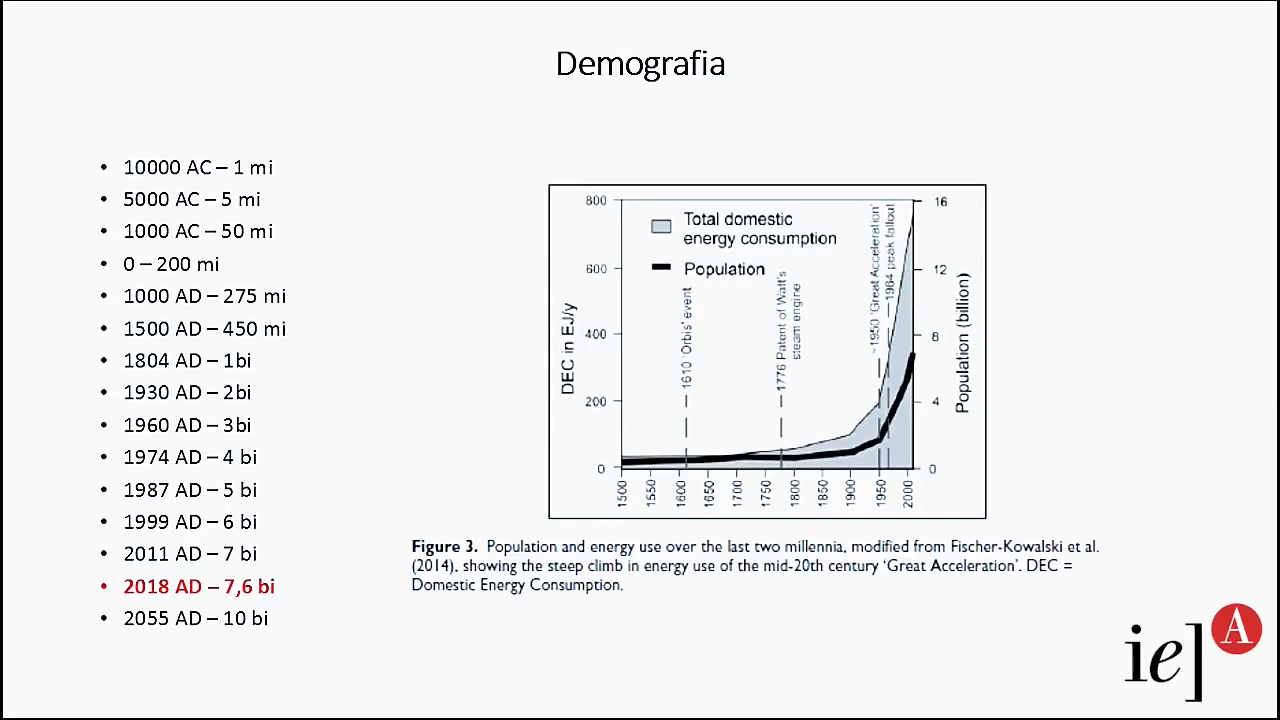 Demografia
• 10000 AC – 1 mi
• 5000 AC – 5 mi
• 1000 AC – 50 mi
• 0 – 200 mi
• 1000 AD – 275 mi
• 1500 AD – 450 mi
• 1804 AD – 1bi
• 1930 AD – 2bi
• 1960 AD – 3bi
• 1974 AD – 4 bi
• 1987 AD – 5 bi
• 1999 AD – 6 bi
• 2011 AD – 7 bi
• 2018 AD – 7,6 bi
• 2055 AD – 10 bi
Total domestic
energy consumption
Population
1610 'Orbis' event
1776 Patent of Watt's
steam engine
~1950 'Great Acceleration'
1964 peak fallout
DEC in EJ/y
800
600
400
200
0
Population (billion)
16
12
8
4
0
1500
1550
1600
1650
1700
1750
1800
1850
1900
1950
2000
Figure 3. Population and energy use over the last two millennia, modified from Fischer-Kowalski et al.
(2014), showing the steep climb in energy use of the mid-20th century 'Great Acceleration'. DEC =
Domestic Energy Consumption.
ie]A